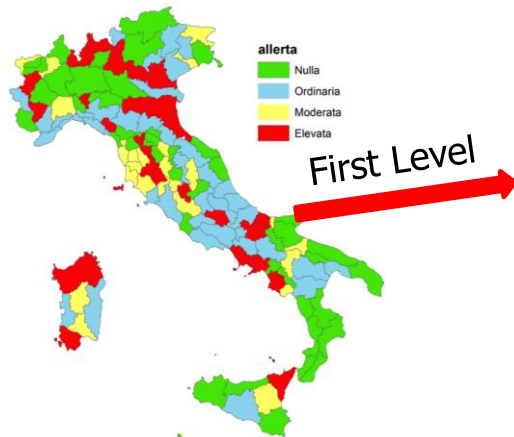 allerta
Nulla
Ordinaria
Moderata
Elevata
First Level